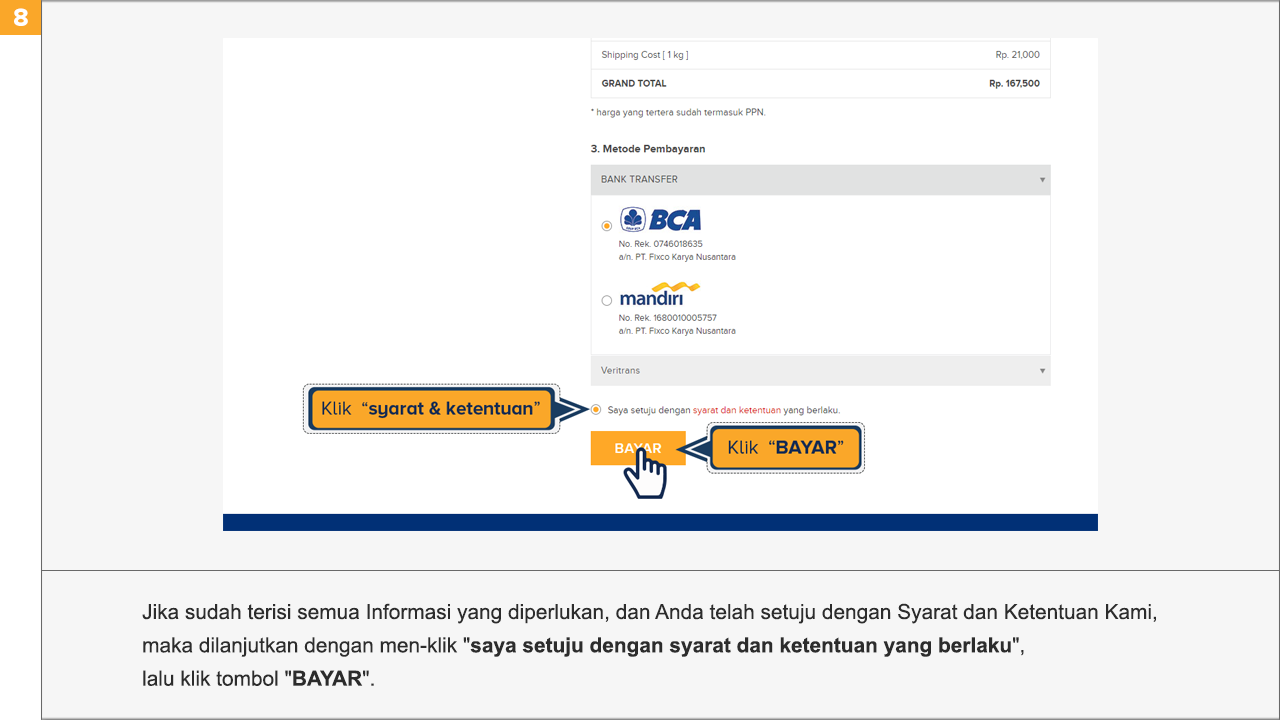 8
Shipping Cost [ 1 kg ] Rp. 21,000
GRAND TOTAL Rp. 167,500
* harga yang tertera sudah termasuk PPN.
3. Metode Pembayaran
BANK TRANSFER
BCA
No. Rek. 0746018635
a/n. PT. Fixco Karya Nusantara
mandiri
No. Rek. 1680010005757
a/n. PT. Fixco Karya Nusantara
Veritrans
Klik “syarat & ketentuan”
Saya setuju dengan syarat dan ketentuan yang berlaku.
BAYAR
Klik “BAYAR”
Jika sudah terisi semua Informasi yang diperlukan, dan Anda telah setuju dengan Syarat dan Ketentuan Kami,
maka dilanjutkan dengan men-klik "saya setuju dengan syarat dan ketentuan yang berlaku",
lalu klik tombol "BAYAR".